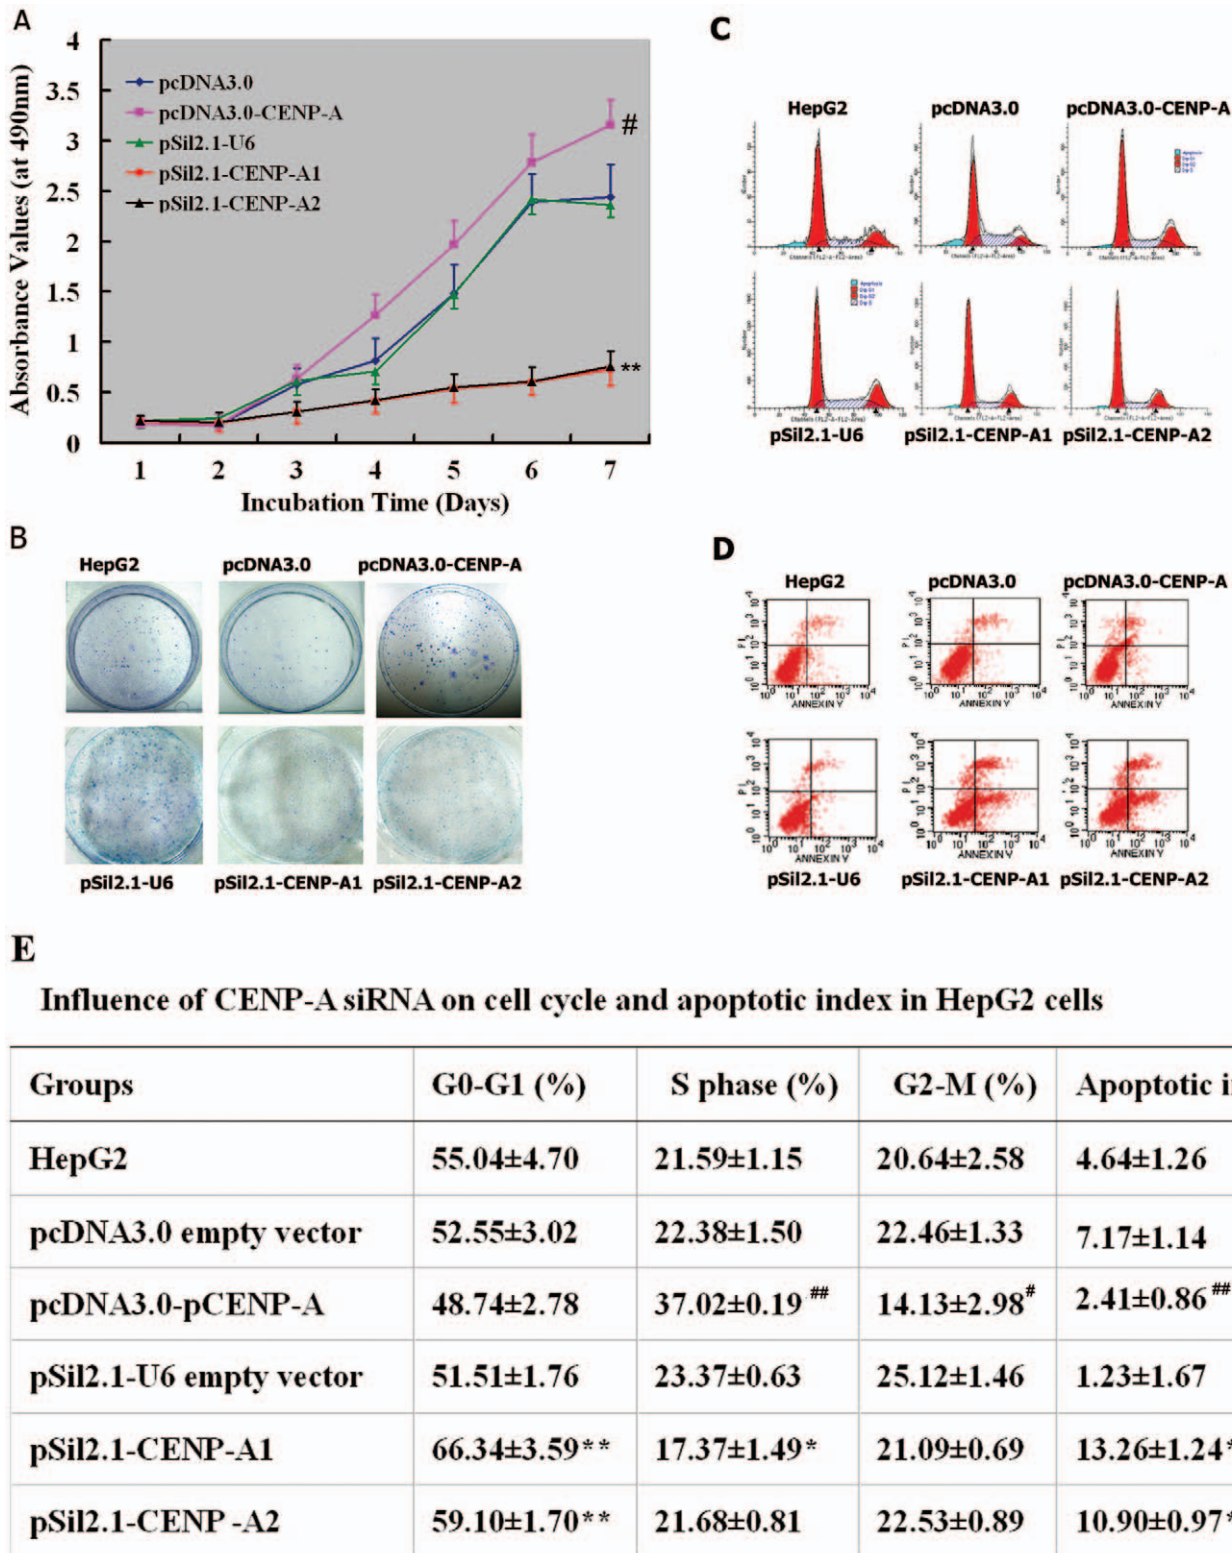 A
Absorbance Values (at 490nm)
4
3.5
3
2.5
2
1.5
1
0.5
0
pcDNA3.0
pcDNA3.0-CENP-A
pSil2.1-U6
pSil2.1-CENP-A1
pSil2.1-CENP-A2
#
**
1 2 3 4 5 6 7
Incubation Time (Days)
B
HepG2 pcDNA3.0 pcDNA3.0-CENP-A
pSil2.1-U6 pSil2.1-CENP-A1 pSil2.1-CENP-A2
C
HepG2 pcDNA3.0 pcDNA3.0-CENP-A
pSil2.1-U6 pSil2.1-CENP-A1 pSil2.1-CENP-A2
D
HepG2 pcDNA3.0 pcDNA3.0-CENP-A
ANNEXIN V ANNEXIN V ANNEXIN V
ANNEXIN V ANNEXIN V ANNEXIN V
pSil2.1-U6 pSil2.1-CENP-A1 pSil2.1-CENP-A2
E
Influence of CENP-A siRNA on cell cycle and apoptotic index in HepG2 cells
Groups G0-G1 (%) S phase (%) G2-M (%) Apoptotic i
HepG2 55.04±4.70 21.59±1.15 20.64±2.58 4.64±1.26
pcDNA3.0 empty vector 52.55±3.02 22.38±1.50 22.46±1.33 7.17±1.14
pcDNA3.0-pCENP-A 48.74±2.78 37.02±0.19 ## 14.13±2.98# 2.41±0.86 ##
pSil2.1-U6 empty vector 51.51±1.76 23.37±0.63 25.12±1.46 1.23±1.67
pSil2.1-CENP-A1 66.34±3.59** 17.37±1.49* 21.09±0.69 13.26±1.24*
pSil2.1-CENP -A2 59.10±1.70** 21.68±0.81 22.53±0.89 10.90±0.97*